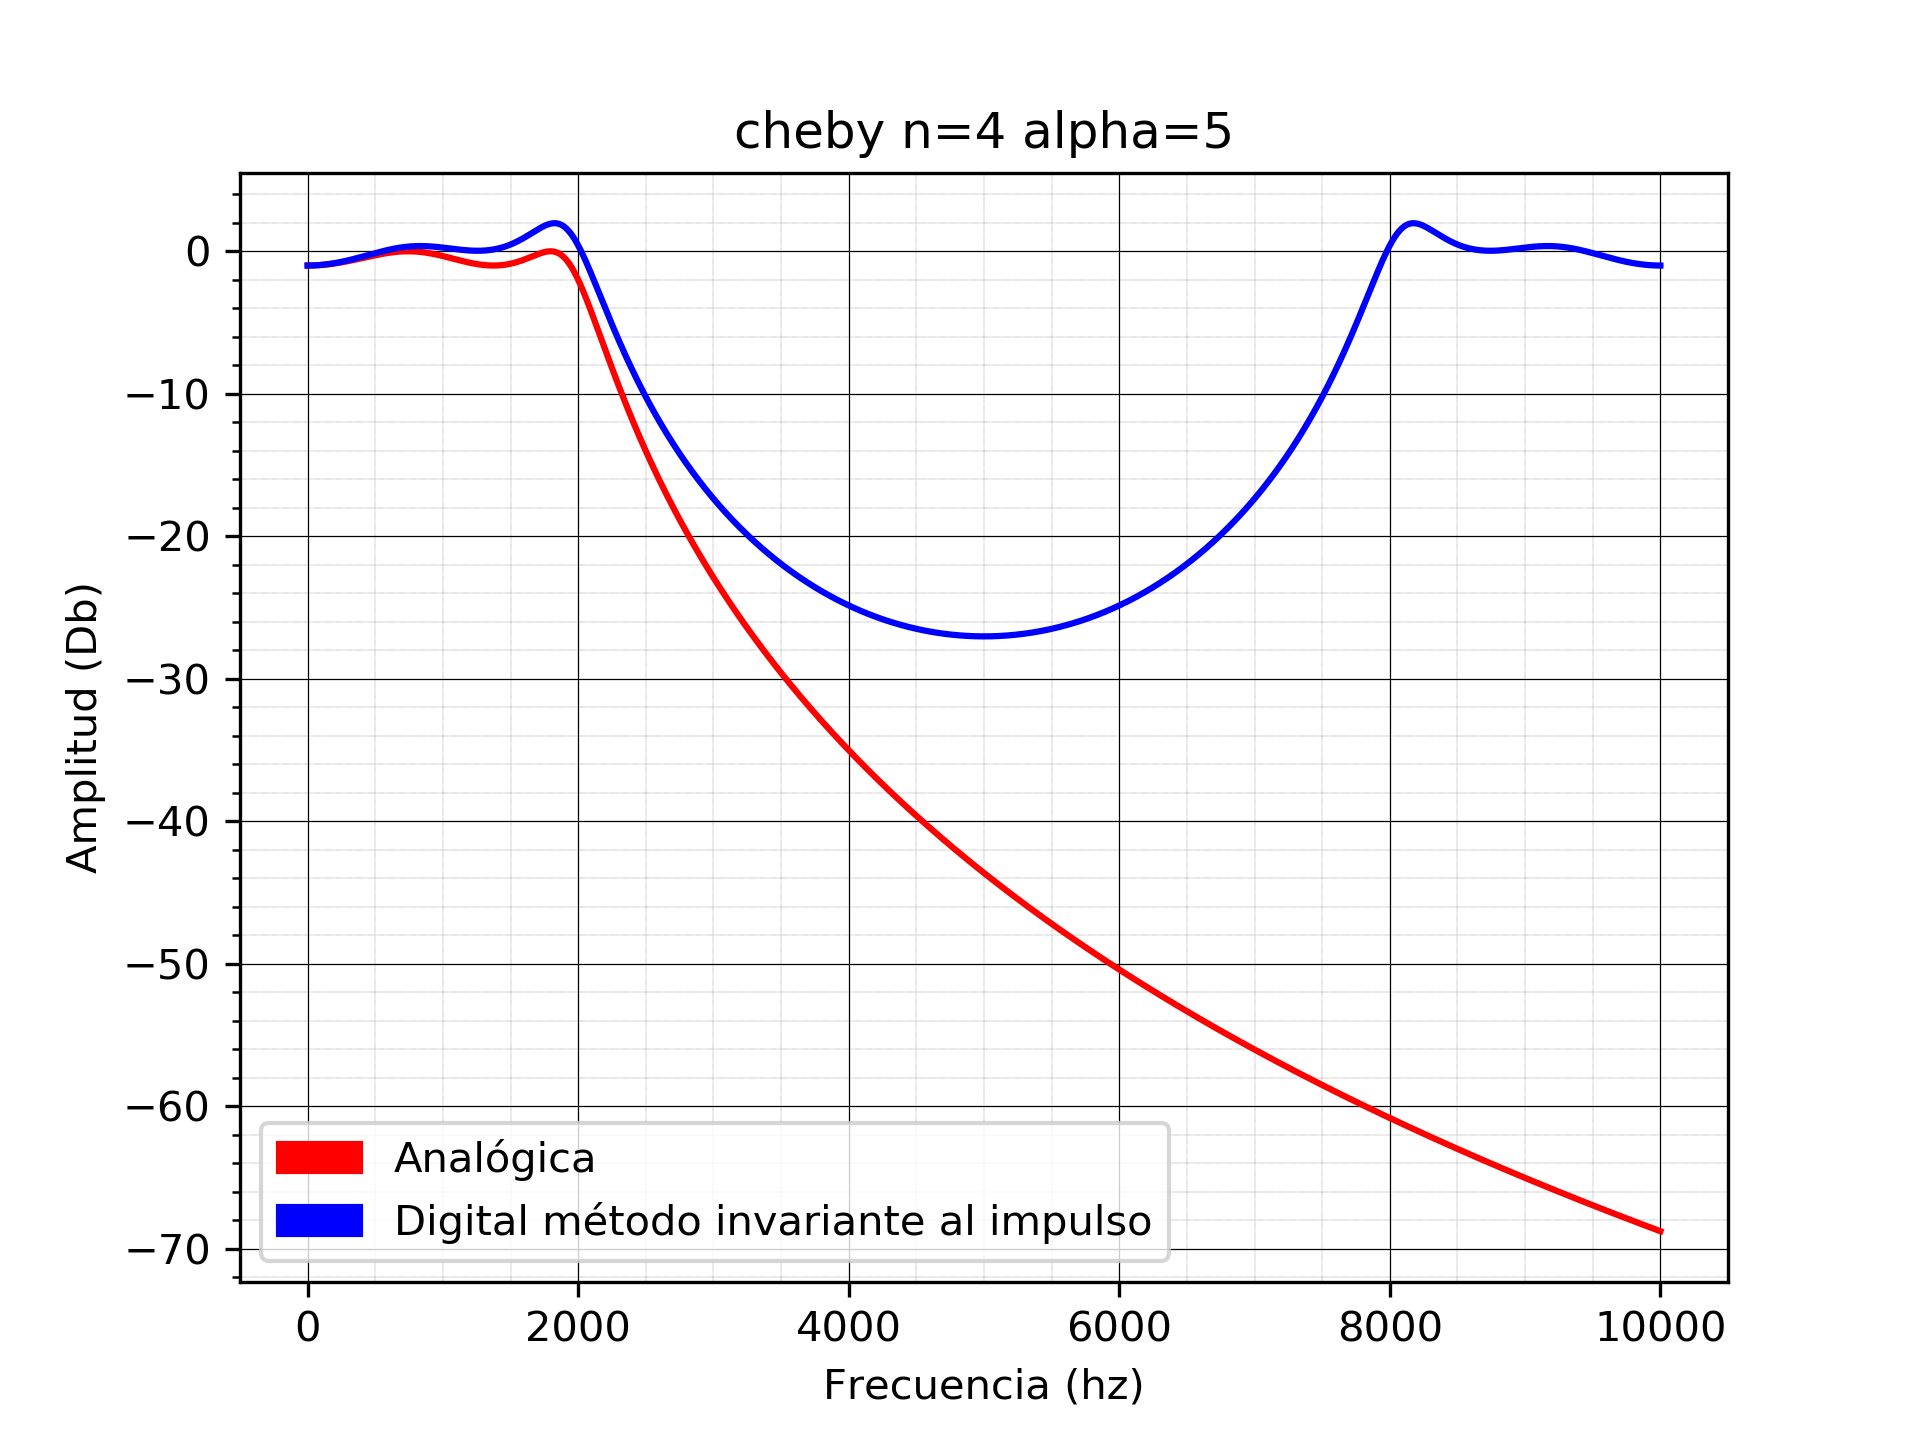 cheby n=4 alpha=5
Amplitud (Db)
0
−10
−20
−30
−40
−50
−60
−70
Analógica
Digital método invariante al impulso
0 2000 4000 6000 8000 10000
Frecuencia (hz)